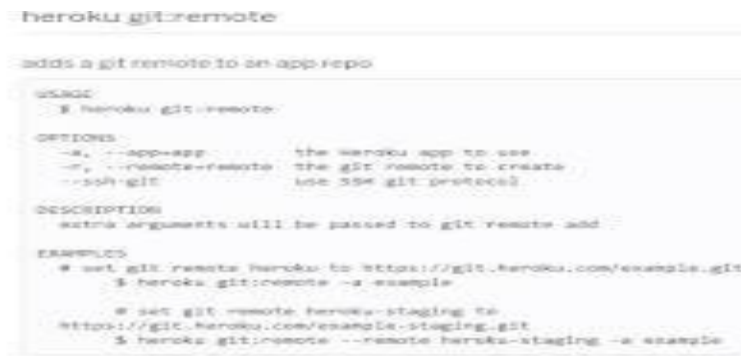 heroku git:remote
adds a git remote to an app repo
USAGE
$ heroku git:remote
OPTIONS
-a, --app=app the Heroku app to use
-r, --remote=remote the git remote to create
--ssh-git use SSH git protocol
DESCRIPTION
extra arguments will be passed to git remote add
EXAMPLES
# set git remote heroku to https://git.heroku.com/example.git
$ heroku git:remote -a example
# set git remote heroku-staging to
https://git.heroku.com/example-staging.git
$ heroku git:remote --remote heroku-staging -a example